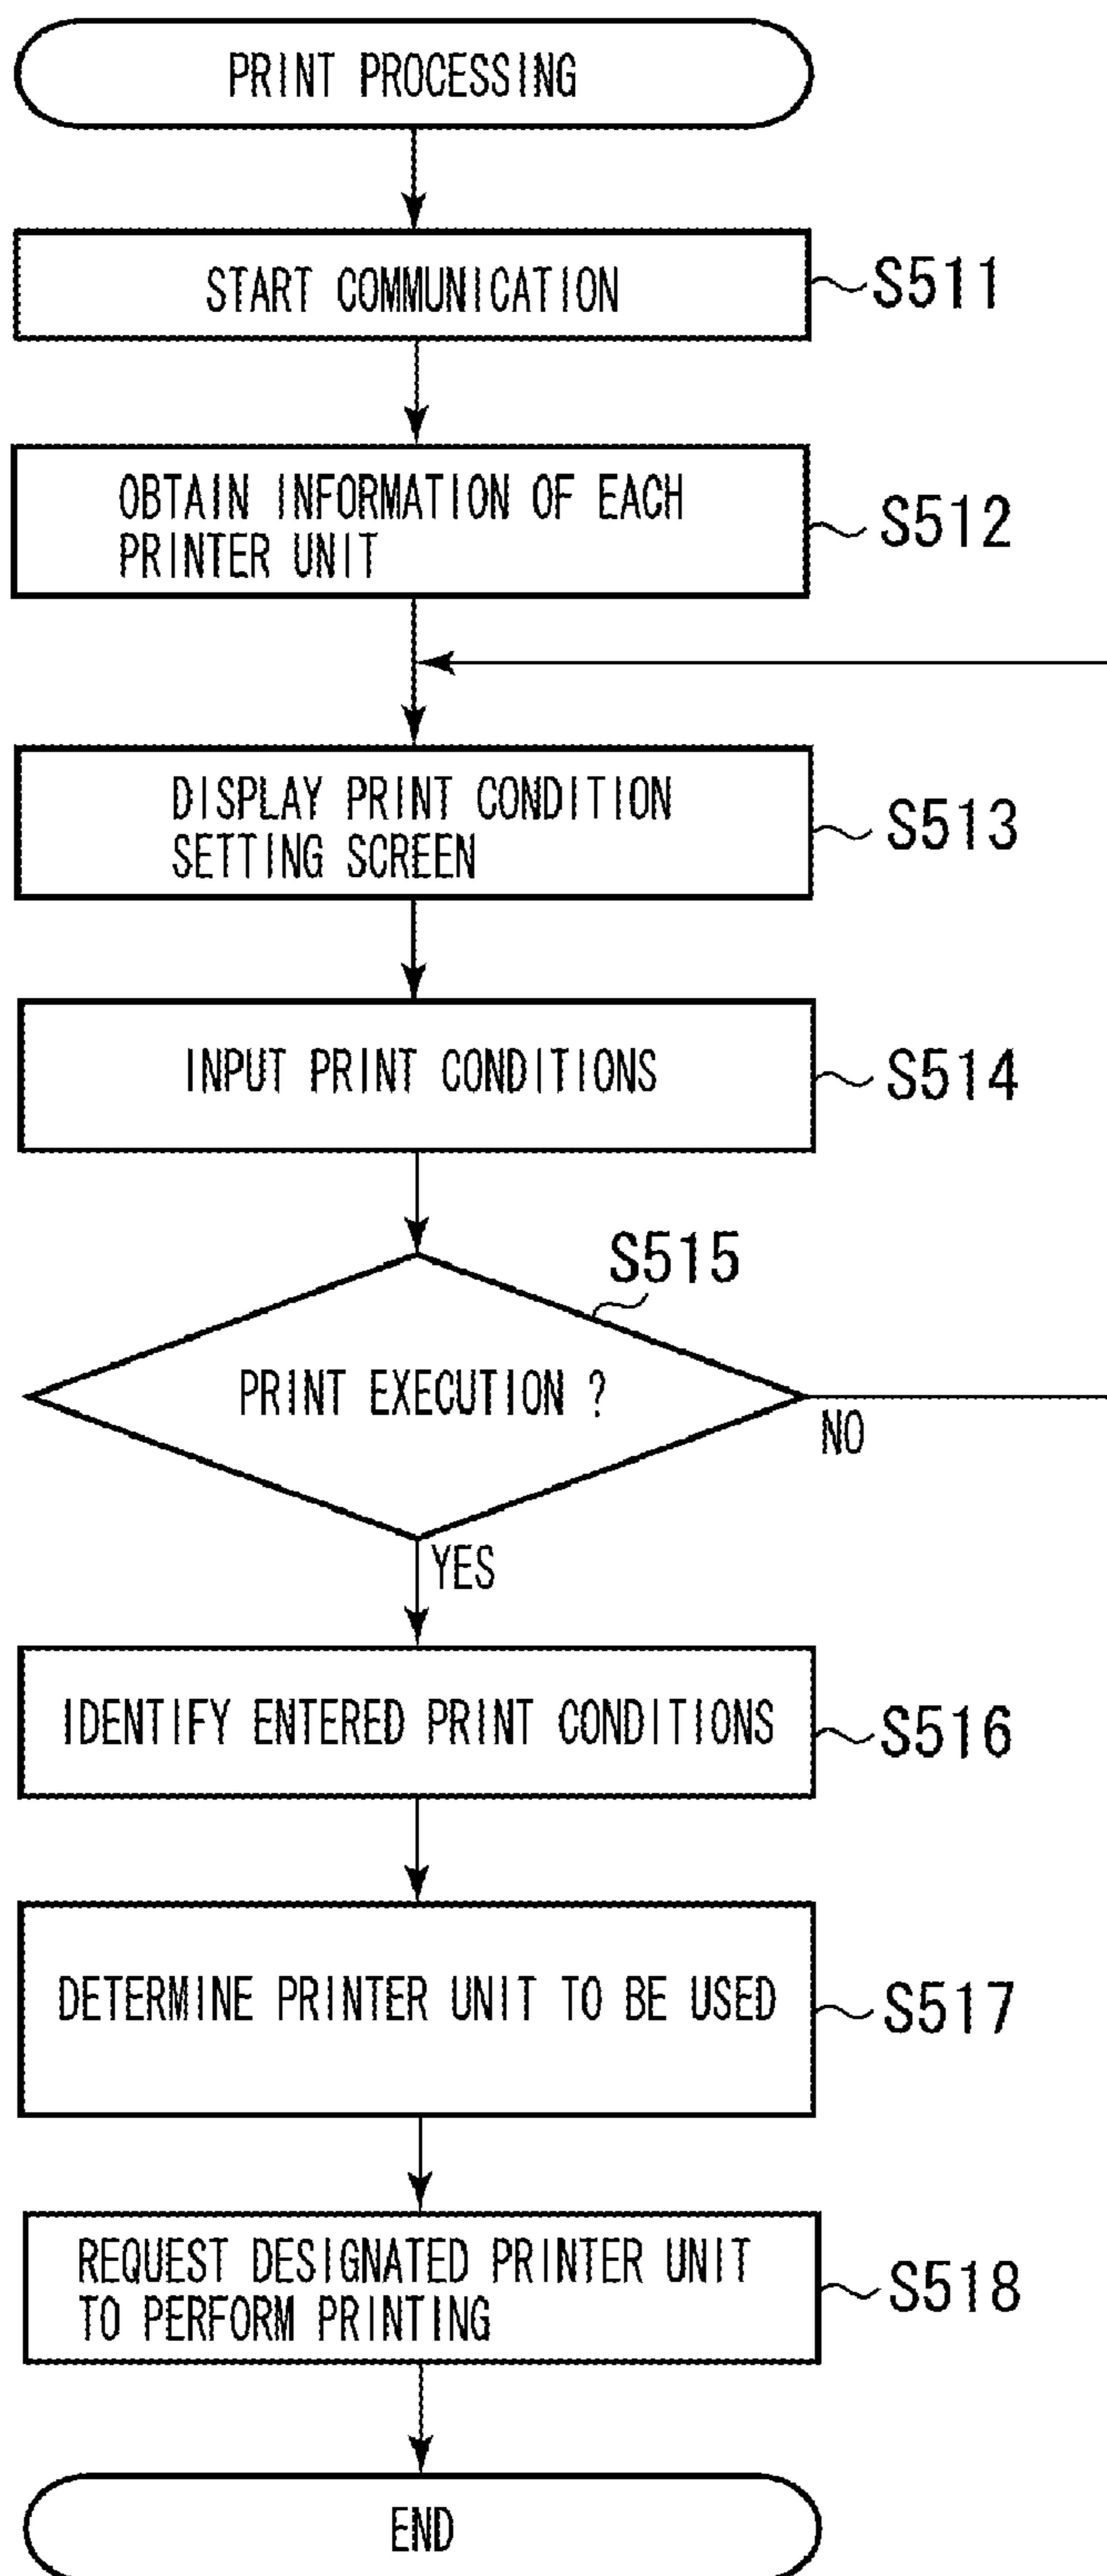 PRINT PROCESSING
START COMMUNICATION
S511
OBTAIN INFORMATION OF EACH
PRINTER UNIT
S512
DISPLAY PRINT CONDITION
SETTING SCREEN
S513
INPUT PRINT CONDITIONS
S514
S515
PRINT EXECUTION ?
NO
YES
IDENTIFY ENTERED PRINT CONDITIONS
S516
DETERMINE PRINTER UNIT TO BE USED
S517
REQUEST DESIGNATED PRINTER UNIT
TO PERFORM PRINTING
S518
END